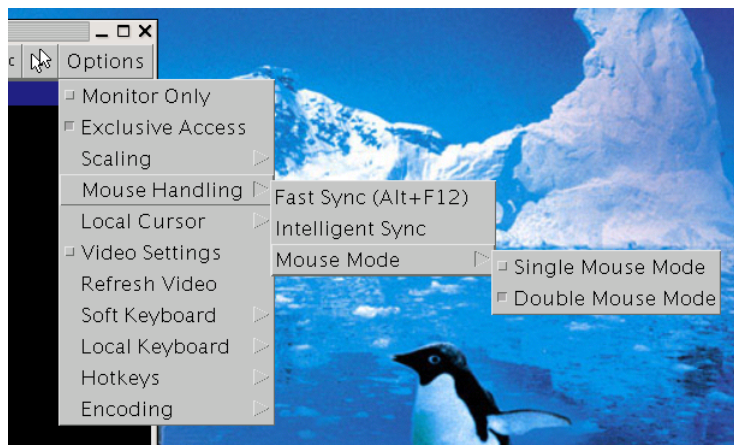 Options
Monitor Only
Exclusive Access
Scaling
Mouse Handling
Local Cursor
Video Settings
Refresh Video
Soft Keyboard
Local Keyboard
Hotkeys
Encoding
Fast Sync (Alt+F12)
Intelligent Sync
Mouse Mode
Single Mouse Mode
Double Mouse Mode